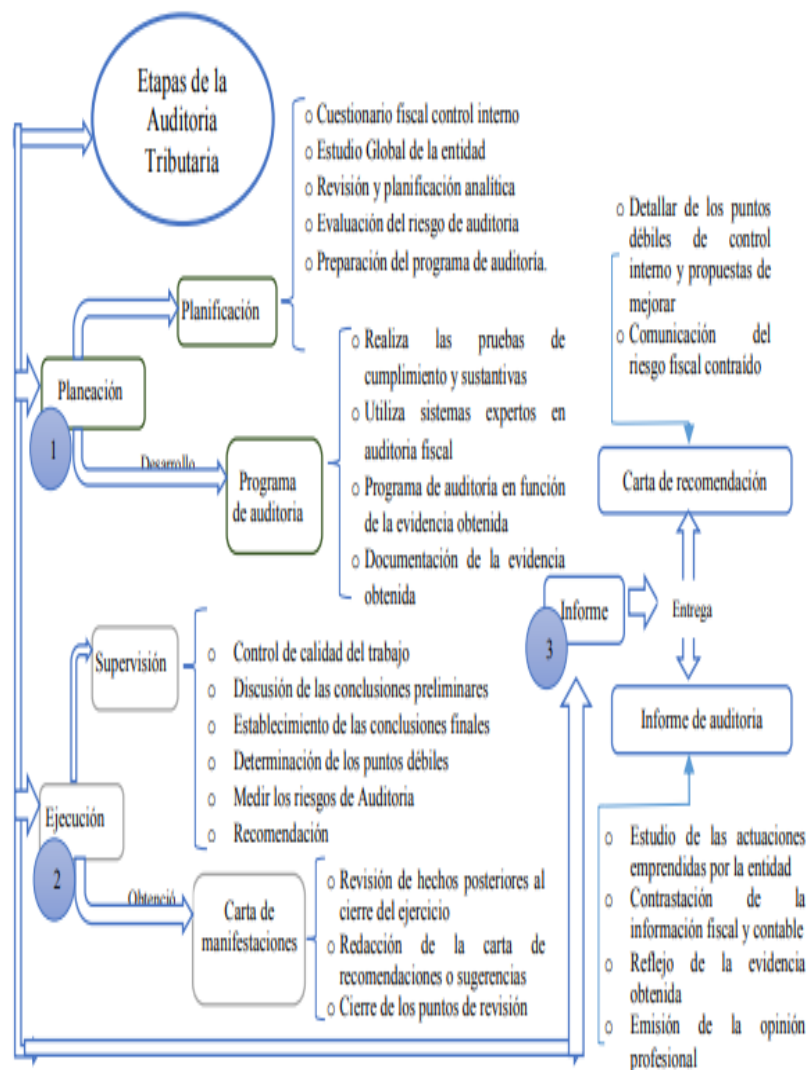 Etapas de la
Auditoria
Tributaria
Planeación
1
Planificación
o Cuestionario fiscal control interno
o Estudio Global de la entidad
o Revisión y planificación analítica
o Evaluación del riesgo de auditoria
o Preparación del programa de auditoría.
Desarrollo
Programa
de auditoria
o Realiza las pruebas de
cumplimiento y sustantivas
o Utiliza sistemas expertos en
auditoria fiscal
o Programa de auditoría en función
de la evidencia obtenida
o Documentación de la evidencia
obtenida
Ejecución
2
Supervisión
o Control de calidad del trabajo
o Discusión de las conclusiones preliminares
o Establecimiento de las conclusiones finales
o Determinación de los puntos débiles
o Medir los riesgos de Auditoria
o Recomendación
Obtenció
Carta de
manifestaciones
o Revisión de hechos posteriores al
cierre del ejercicio
o Redacción de la carta de
recomendaciones o sugerencias
o Cierre de los puntos de revisión
Informe
3
Entrega
o Detallar de los puntos
débiles de control
interno y propuestas de
mejorar
o Comunicación del
riesgo fiscal contraído
Carta de recomendación
Informe de auditoria
o Estudio de las actuaciones
emprendidas por la entidad
o Contrastación de la
información fiscal y contable
o Reflejo de la evidencia
obtenida
o Emisión de la opinión
profesional